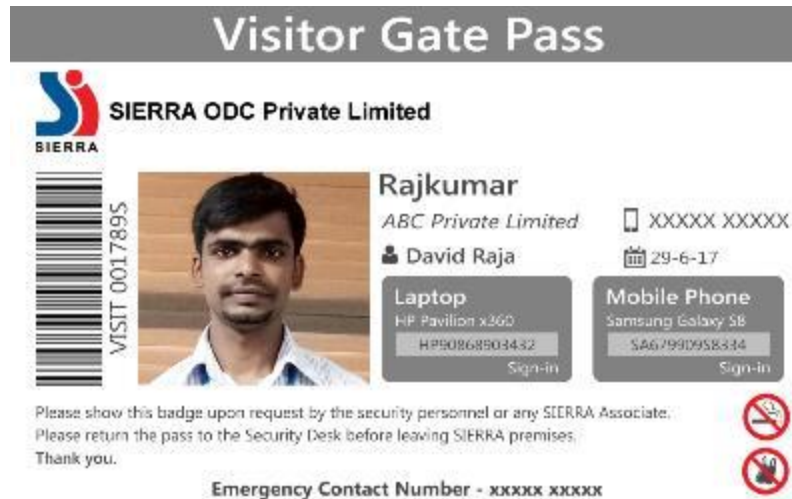 Visitor Gate Pass
SIERRA
SIERRA ODC Private Limited
VISIT 0017895
Rajkumar
ABC Private Limited
XXXXX XXXXX
David Raja
29-6-17
Laptop
HP Pavilion x360
HP90868903432
Sign-in
Mobile Phone
Samsung Galaxy S8
SA67990958334
Sign-in
Please show this badge upon request by the security personnel or any SIERRA Associate.
Please return the pass to the Security Desk before leaving SIERRA premises.
Thank you.
Emergency Contact Number - xxxxx xxxxx